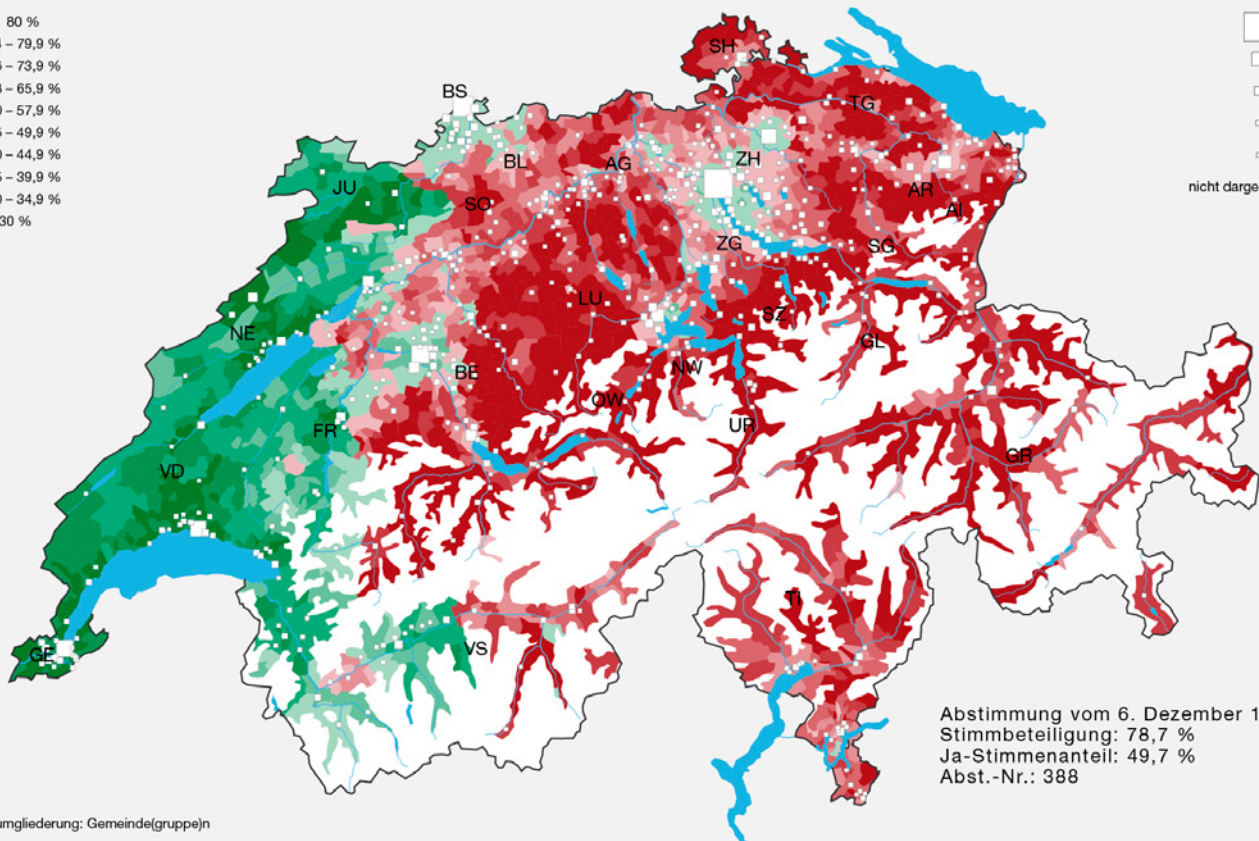 80 %
– 79,9 %
– 73,9 %
– 65,9 %
– 57,9 %
– 49,9 %
– 44,9 %
– 39,9 %
– 34,9 %
30 %
SH
BS
TG
BL
AG
ZH
JU
AR
SO
AI
ZG
SG
LU
SZ
NE
GL
BE
NW
OW
FR
UR
GR
VD
TI
VS
GE
nicht darge
Abstimmung vom 6. Dezember 1
Stimmbeteiligung: 78,7 %
Ja-Stimmenanteil: 49,7 %
Abst.-Nr.: 388
umgliederung: Gemeinde(gruppe)n